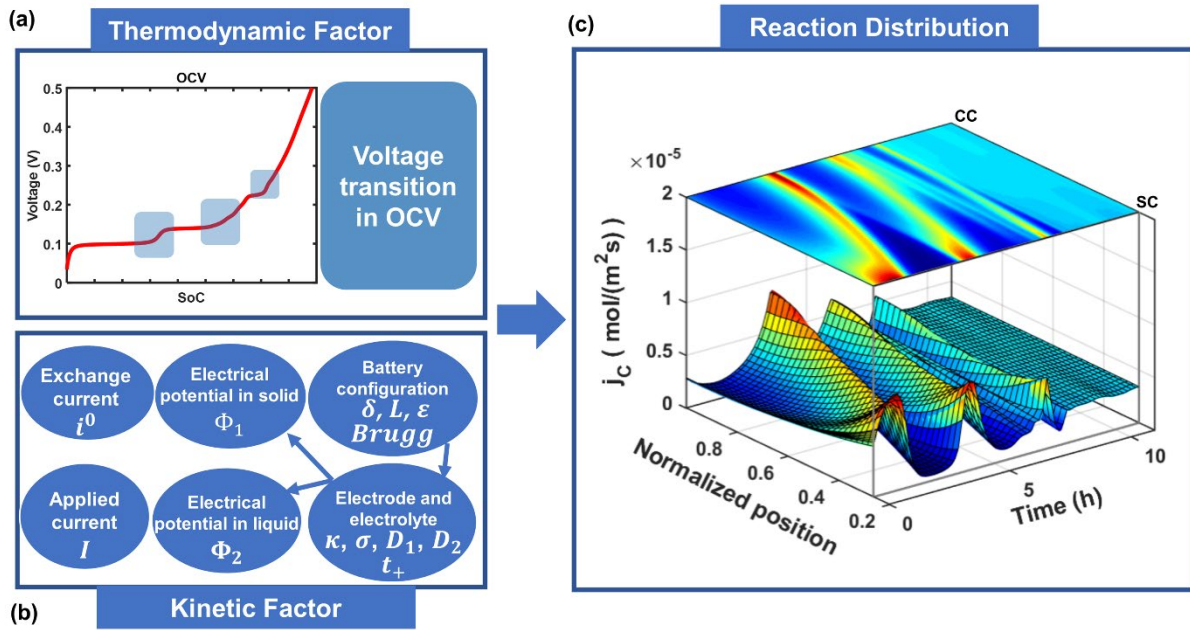 (a)
Thermodynamic Factor
OCV
0.5
0.4
0.3
0.2
0.1
0
Voltage (V)
SoC
Voltage
transition
in OCV
Exchange
current
i⁰
Electrical
potential in solid
Φ₁
Battery
configuration
δ, L, ε
Brugg
Applied
current
I
Electrical
potential in liquid
Φ₂
Electrode and
electrolyte
κ, σ, D₁, D₂
t₊
(b)
Kinetic Factor
(c)
Reaction Distribution
CC
SC
×10⁻⁵
2
1.5
1
0.5
0
j_C ( mol/(m²s) )
0.8
0.6
0.4
0.2
Normalized position
0
5
10
Time (h)